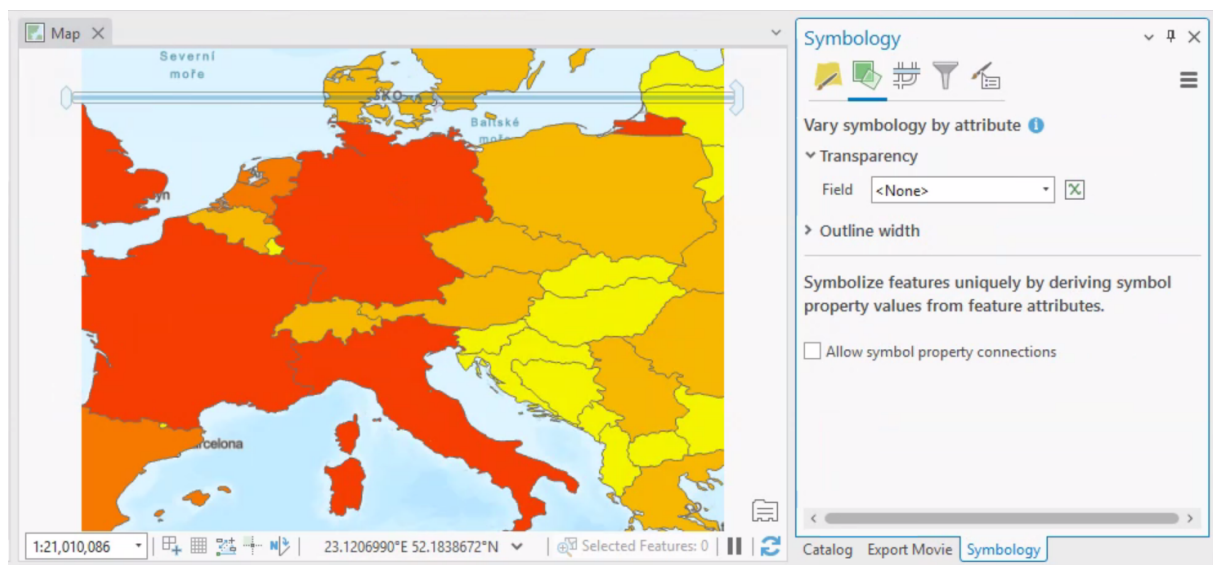 Map
Severní
moře
SKO
Baltské
moře
yn
rcelona
1:21,010,086
23.1206990°E 52.1838672°N
Selected Features: 0
Symbology
Vary symbology by attribute
Transparency
Field <None>
Outline width
Symbolize features uniquely by deriving symbol
property values from feature attributes.
Allow symbol property connections
Catalog Export Movie Symbology